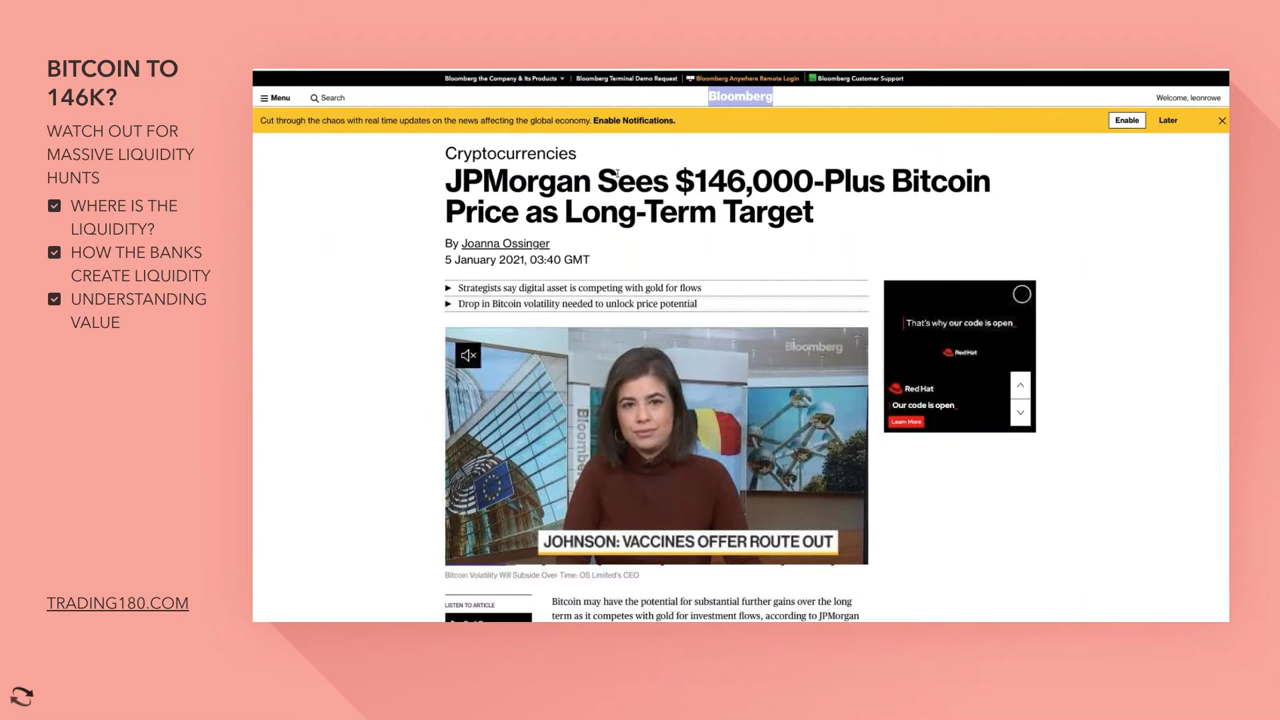 BITCOIN TO
146K?
WATCH OUT FOR
MASSIVE LIQUIDITY
HUNTS
WHERE IS THE
LIQUIDITY?
HOW THE BANKS
CREATE LIQUIDITY
UNDERSTANDING
VALUE
TRADING180.COM
Bloomberg the Company & Its Products
Bloomberg Terminal Demo Request
Bloomberg Anywhere Remote Login
Bloomberg Customer Support
Menu
Search
Bloomberg
Welcome, leonrowe
Cut through the chaos with real time updates on the news affecting the global economy. Enable Notifications.
Enable
Later
Cryptocurrencies
JPMorgan Sees $146,000-Plus Bitcoin
Price as Long-Term Target
By Joanna Ossinger
5 January 2021, 03:40 GMT
Strategists say digital asset is competing with gold for flows
Drop in Bitcoin volatility needed to unlock price potential
Bloomberg
Bloomberg
JOHNSON: VACCINES OFFER ROUTE OUT
Bitcoin Volatility Will Subside Over Time: OS Limited's CEO
That's why our code is open_
Red Hat
Red Hat
Our code is open_
Learn More
LISTEN TO ARTICLE
Bitcoin may have the potential for substantial further gains over the long
term as it competes with gold for investment flows, according to JPMorgan